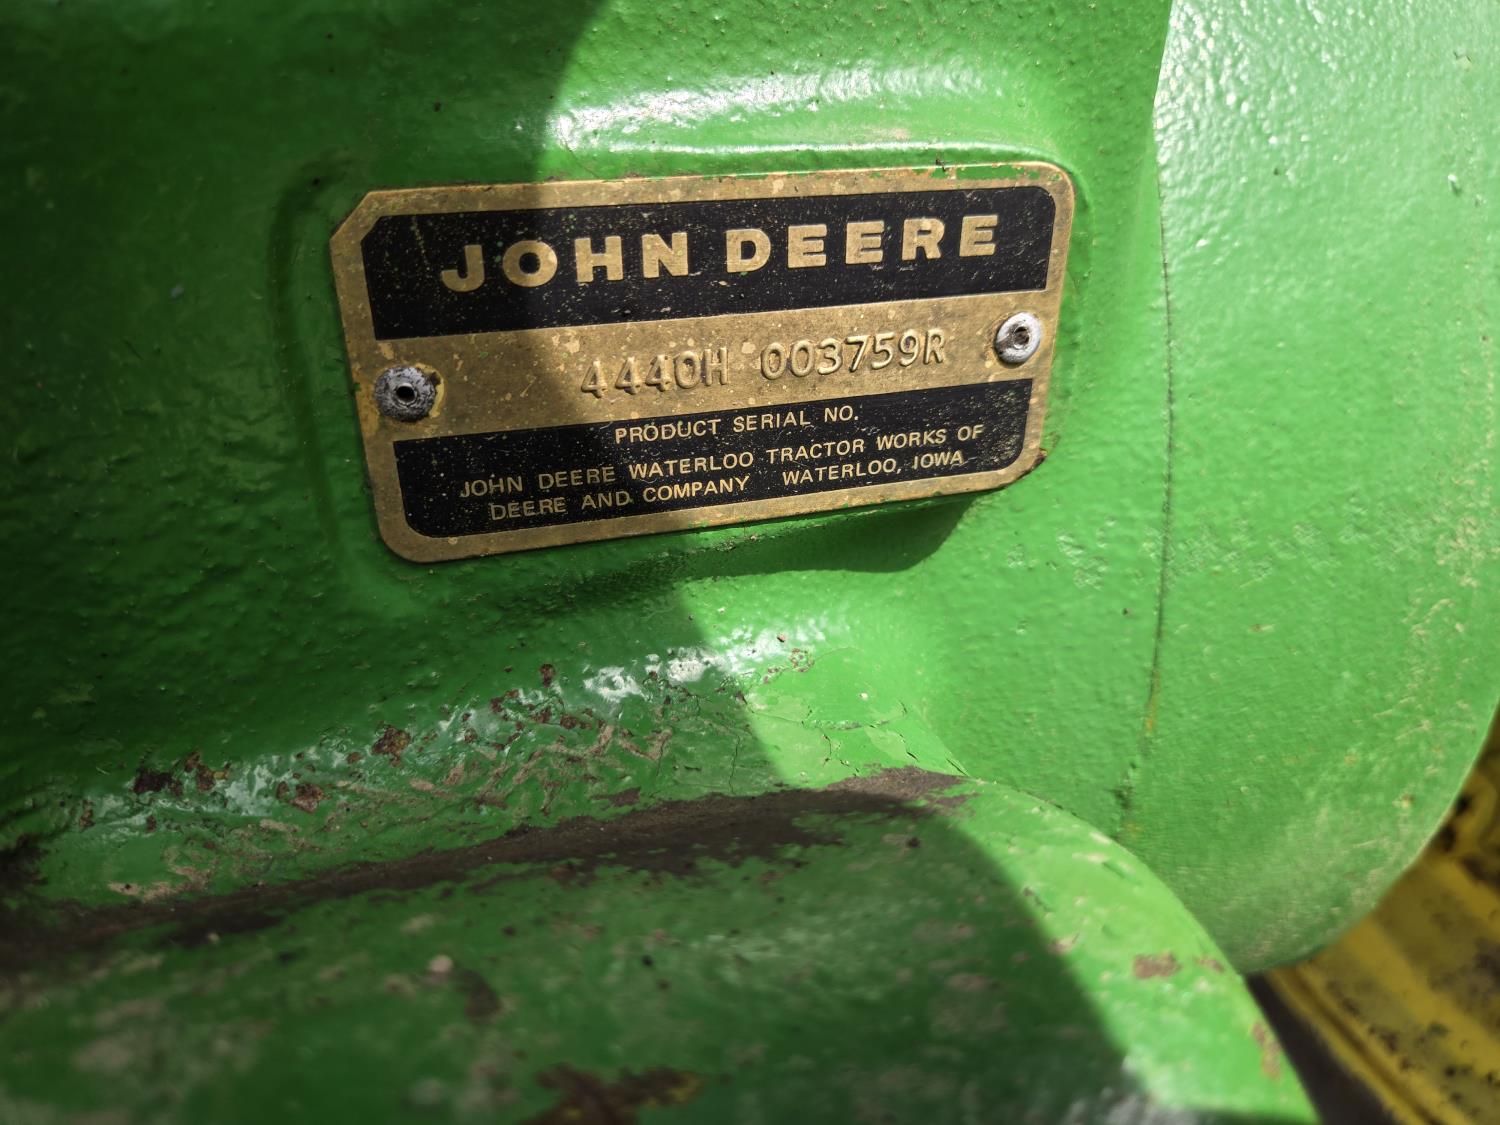 JOHN DEERE
4440H 003759R
PRODUCT SERIAL NO.
JOHN DEERE WATERLOO TRACTOR WORKS OF
DEERE AND COMPANY WATERLOO, IOWA